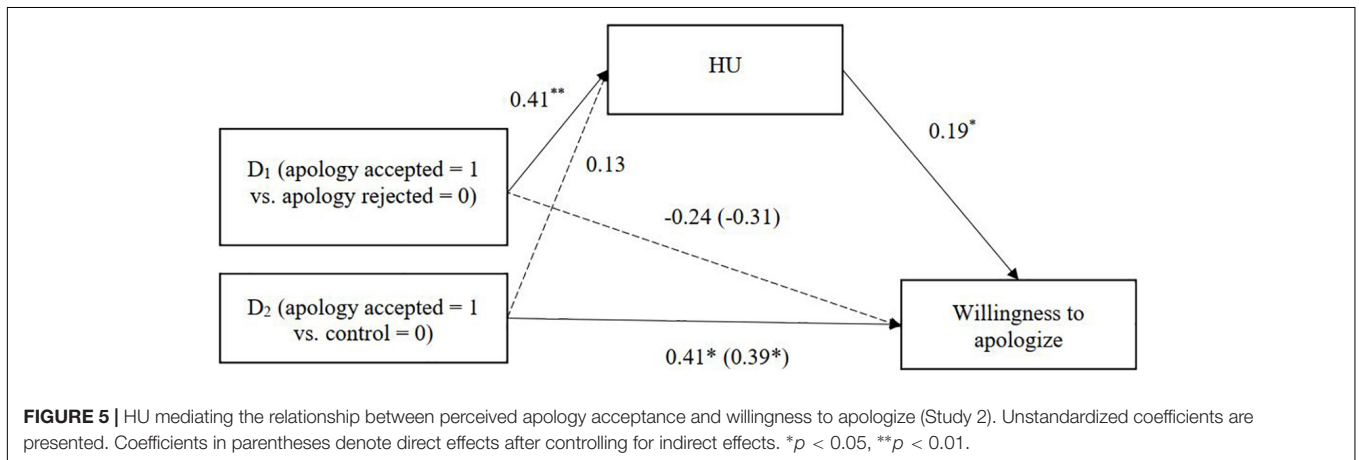 HU
0.41**
0.19*
D₁ (apology accepted = 1
vs. apology rejected = 0)
0.13
-0.24 (-0.31)
D₂ (apology accepted = 1
vs. control = 0)
Willingness to
apologize
0.41* (0.39*)
FIGURE 5 | HU mediating the relationship between perceived apology acceptance and willingness to apologize (Study 2). Unstandardized coefficients are
presented. Coefficients in parentheses denote direct effects after controlling for indirect effects. *p < 0.05, **p < 0.01.